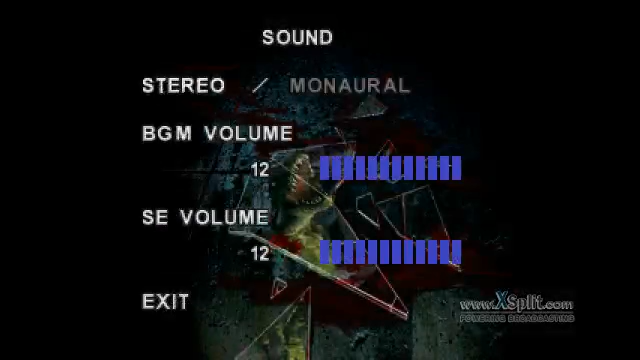 SOUND
STEREO / MONAURAL
BGM VOLUME
12
SE VOLUME
12
EXIT
www.XSplit.com
POWERING BROADCASTING